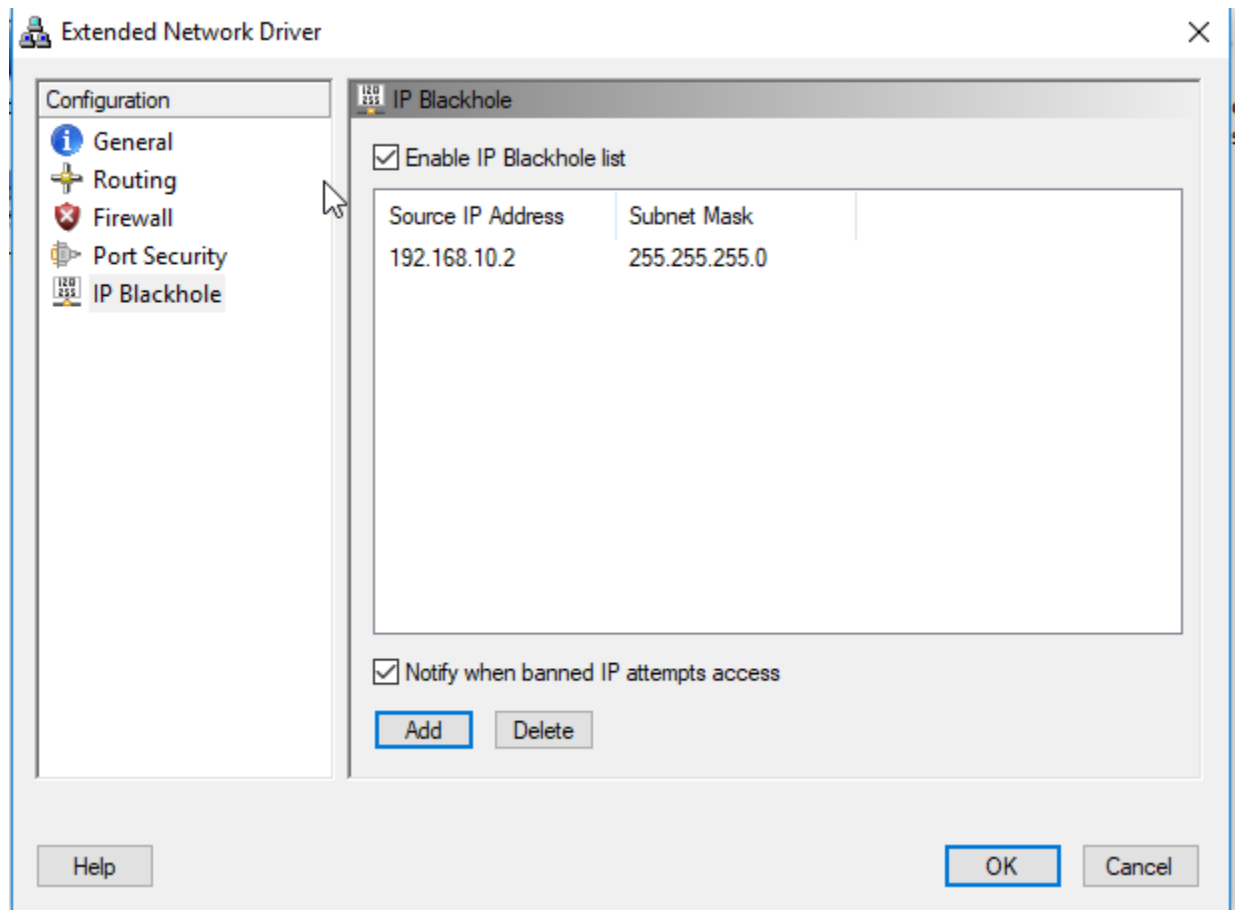 Extended Network Driver
Configuration
General
Routing
Firewall
Port Security
IP Blackhole
IP Blackhole
Enable IP Blackhole list
Source IP Address Subnet Mask
192.168.10.2 255.255.255.0
Notify when banned IP attempts access
Add Delete
Help OK Cancel